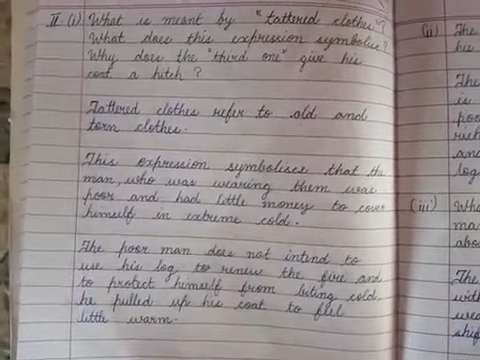 II (i) What is meant by "tattered clothes"?
What does this expression symbolise?
Why does the "third one" give his
coat a hitch?
Tattered clothes refer to old and
torn clothes.
This expression symbolises that the
man, who was wearing them was
poor and had little money to cover
himself in extreme cold.
The poor man does not intend to
use his log to renew the fire and
to protect himself from biting cold,
he pulled up his coat to feel
little warm.
(ii) The
his
The
is
poo
rich
and
log
(iii) Wha
man
abo
The
with
wea
ship